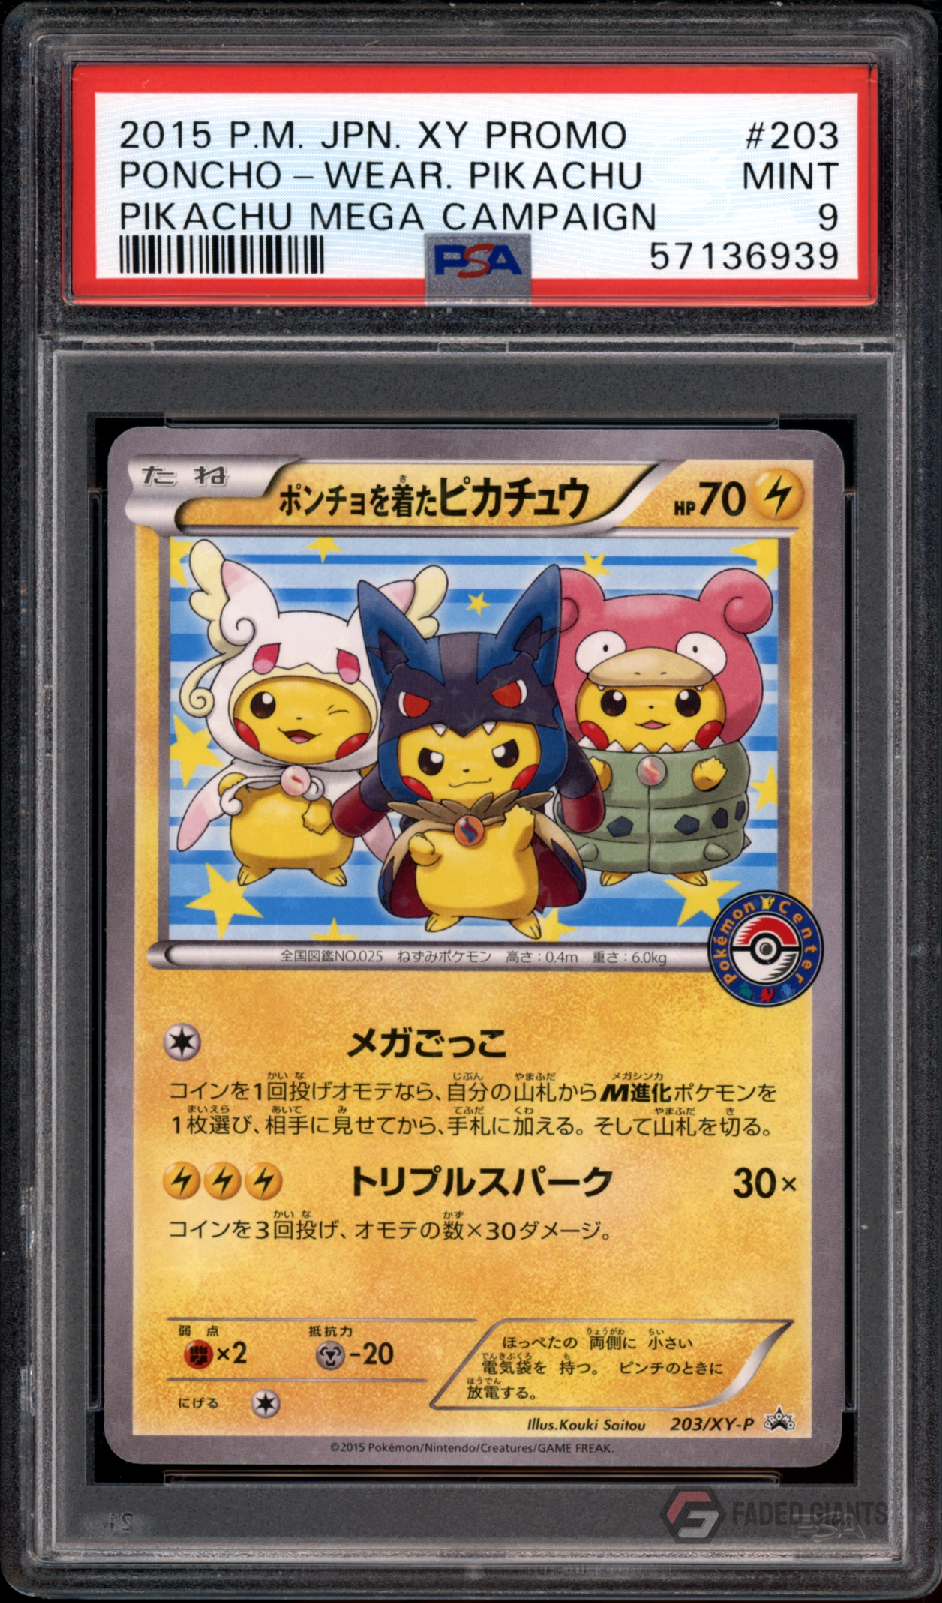 2015 P.M. JPN. XY PROMO #203
PONCHO-WEAR. PIKACHU MINT
PIKACHU MEGA CAMPAIGN 9
PSA 57136939
たね ポンチョを着たピカチュウ HP70
全国図鑑NO.025 ねずみポケモン 高さ:0.4m 重さ:6.0kg
Pokémon Center
メガごっこ
コインを1回投げオモテなら、自分の山札からM進化ポケモンを
1枚選び、相手に見せてから、手札に加える。そして山札を切る。
トリプルスパーク 30×
コインを3回投げ、オモテの数×30ダメージ。
弱点 抵抗力
×2 -20
にげる
ほっぺたの 両側に 小さい
電気袋を 持つ。 ピンチのときに
放電する。
Illus.Kouki Saitou 203/XY-P
©2015 Pokémon/Nintendo/Creatures/GAME FREAK.
FADED GIANTS